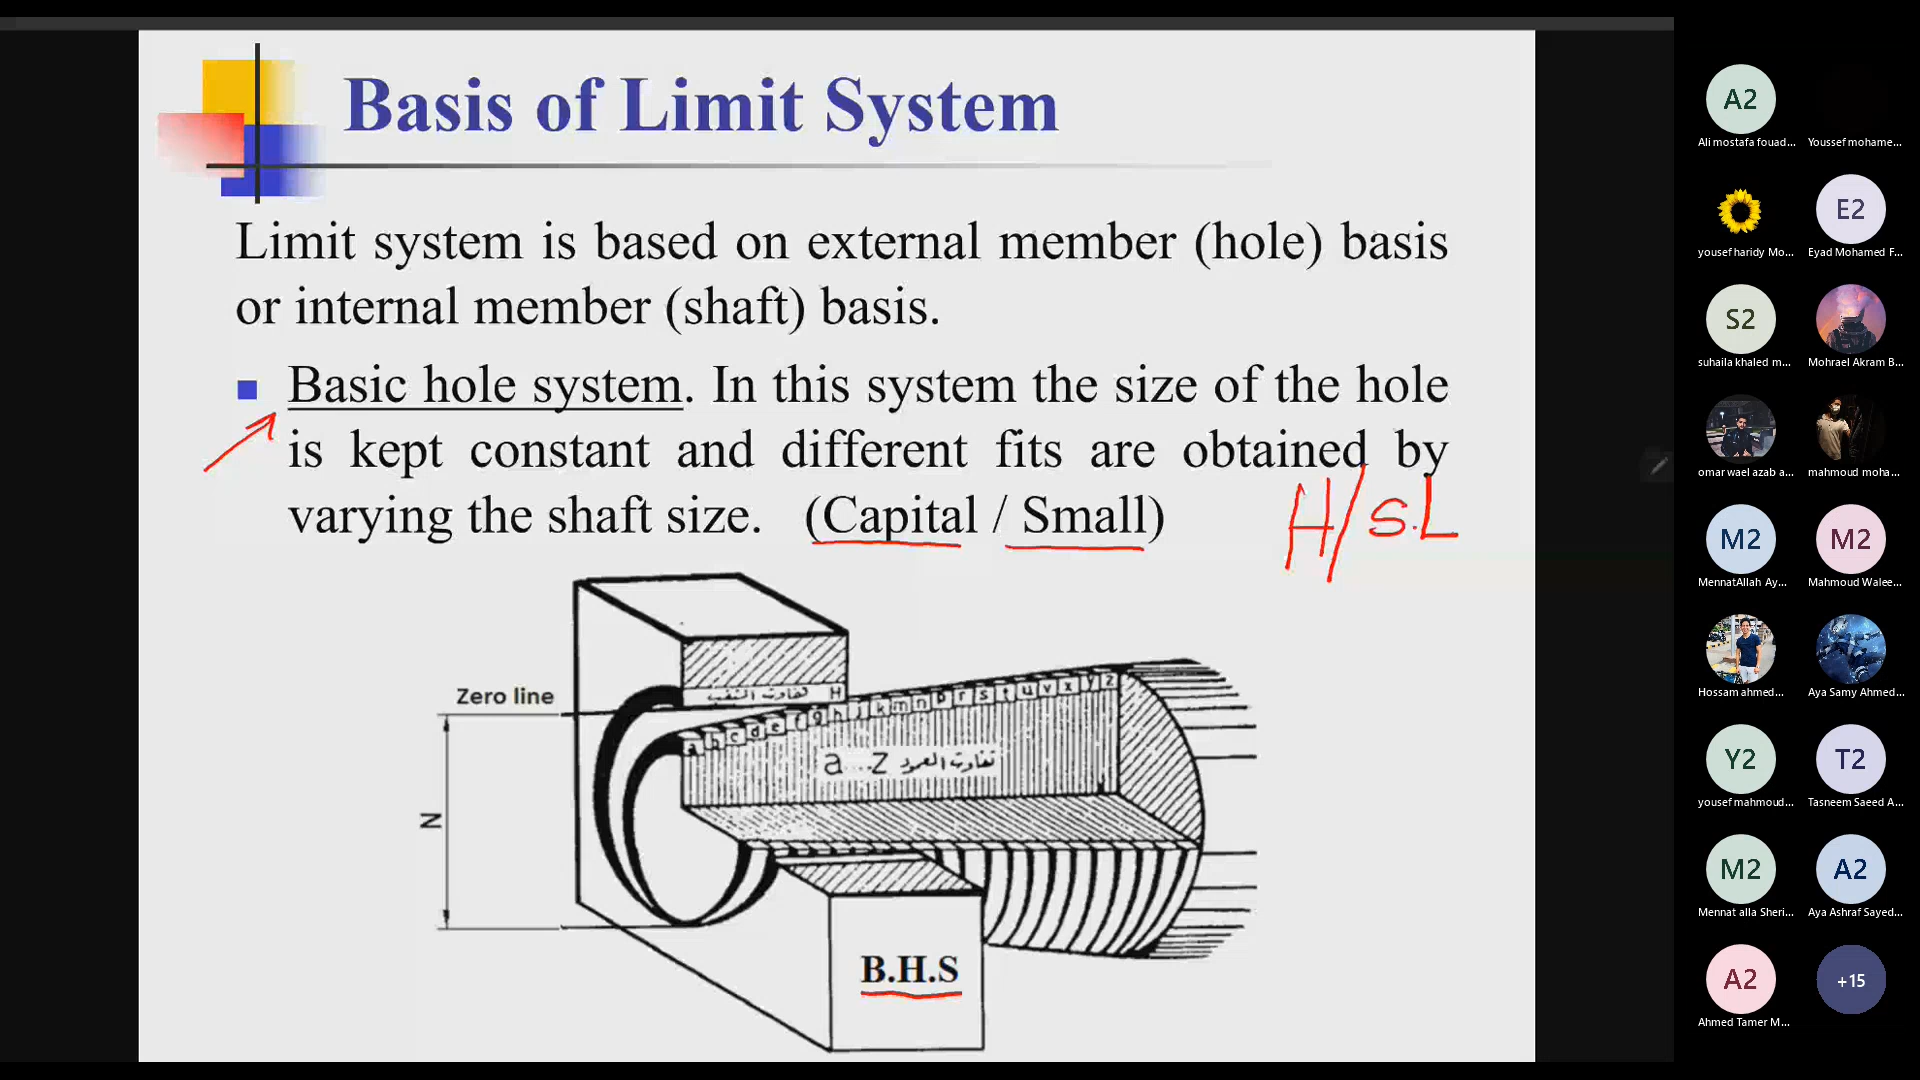 Basis of Limit System
Limit system is based on external member (hole) basis
or internal member (shaft) basis.
Basic hole system. In this system the size of the hole
is kept constant and different fits are obtained by
varying the shaft size. (Capital / Small)
H/S.L
Zero line
تفاوت الثقب H
a b c d e f g h j k m n p r s t u v x y z
a...z تفاوت العمود
N
B.H.S
A2
Ali mostafa fouad...
Youssef mohame...
yousef haridy Mo...
E2
Eyad Mohamed F...
S2
suhaila khaled m...
Mohrael Akram B...
omar wael azab a...
mahmoud moha...
M2
MennatAllah Ay...
M2
Mahmoud Walee...
Hossam ahmed...
Aya Samy Ahmed...
Y2
yousef mahmoud...
T2
Tasneem Saeed A...
M2
Mennat alla Sheri...
A2
Aya Ashraf Sayed...
A2
Ahmed Tamer M...
+15